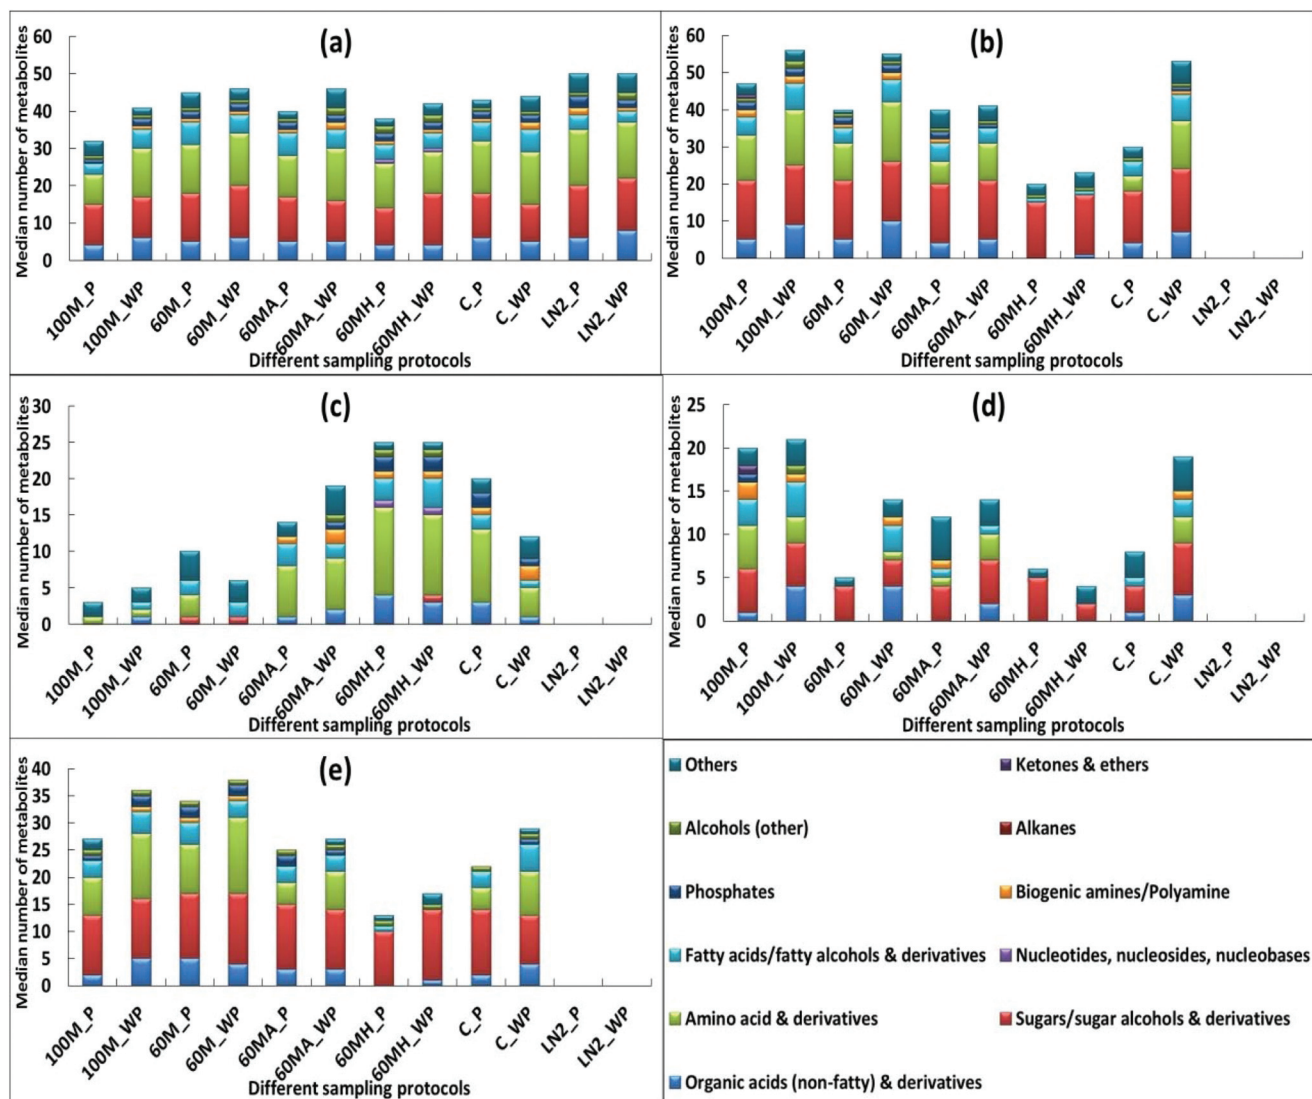 (a)
Median number of metabolites
60
50
40
30
20
10
0
100M_P
100M_WP
60M_P
60M_WP
60MA_P
60MA_WP
60MH_P
60MH_WP
C_P
C_WP
LN2_P
LN2_WP
Different sampling protocols
(b)
Median number of metabolites
60
50
40
30
20
10
0
100M_P
100M_WP
60M_P
60M_WP
60MA_P
60MA_WP
60MH_P
60MH_WP
C_P
C_WP
LN2_P
LN2_WP
Different sampling protocols
(c)
Median number of metabolites
30
25
20
15
10
5
0
100M_P
100M_WP
60M_P
60M_WP
60MA_P
60MA_WP
60MH_P
60MH_WP
C_P
C_WP
LN2_P
LN2_WP
Different sampling protocols
(d)
Median number of metabolites
25
20
15
10
5
0
100M_P
100M_WP
60M_P
60M_WP
60MA_P
60MA_WP
60MH_P
60MH_WP
C_P
C_WP
LN2_P
LN2_WP
Different sampling protocols
(e)
Median number of metabolites
40
35
30
25
20
15
10
5
0
100M_P
100M_WP
60M_P
60M_WP
60MA_P
60MA_WP
60MH_P
60MH_WP
C_P
C_WP
LN2_P
LN2_WP
Different sampling protocols
Others
Ketones & ethers
Alcohols (other)
Alkanes
Phosphates
Biogenic amines/Polyamine
Fatty acids/fatty alcohols & derivatives
Nucleotides, nucleosides, nucleobases
Amino acid & derivatives
Sugars/sugar alcohols & derivatives
Organic acids (non-fatty) & derivatives